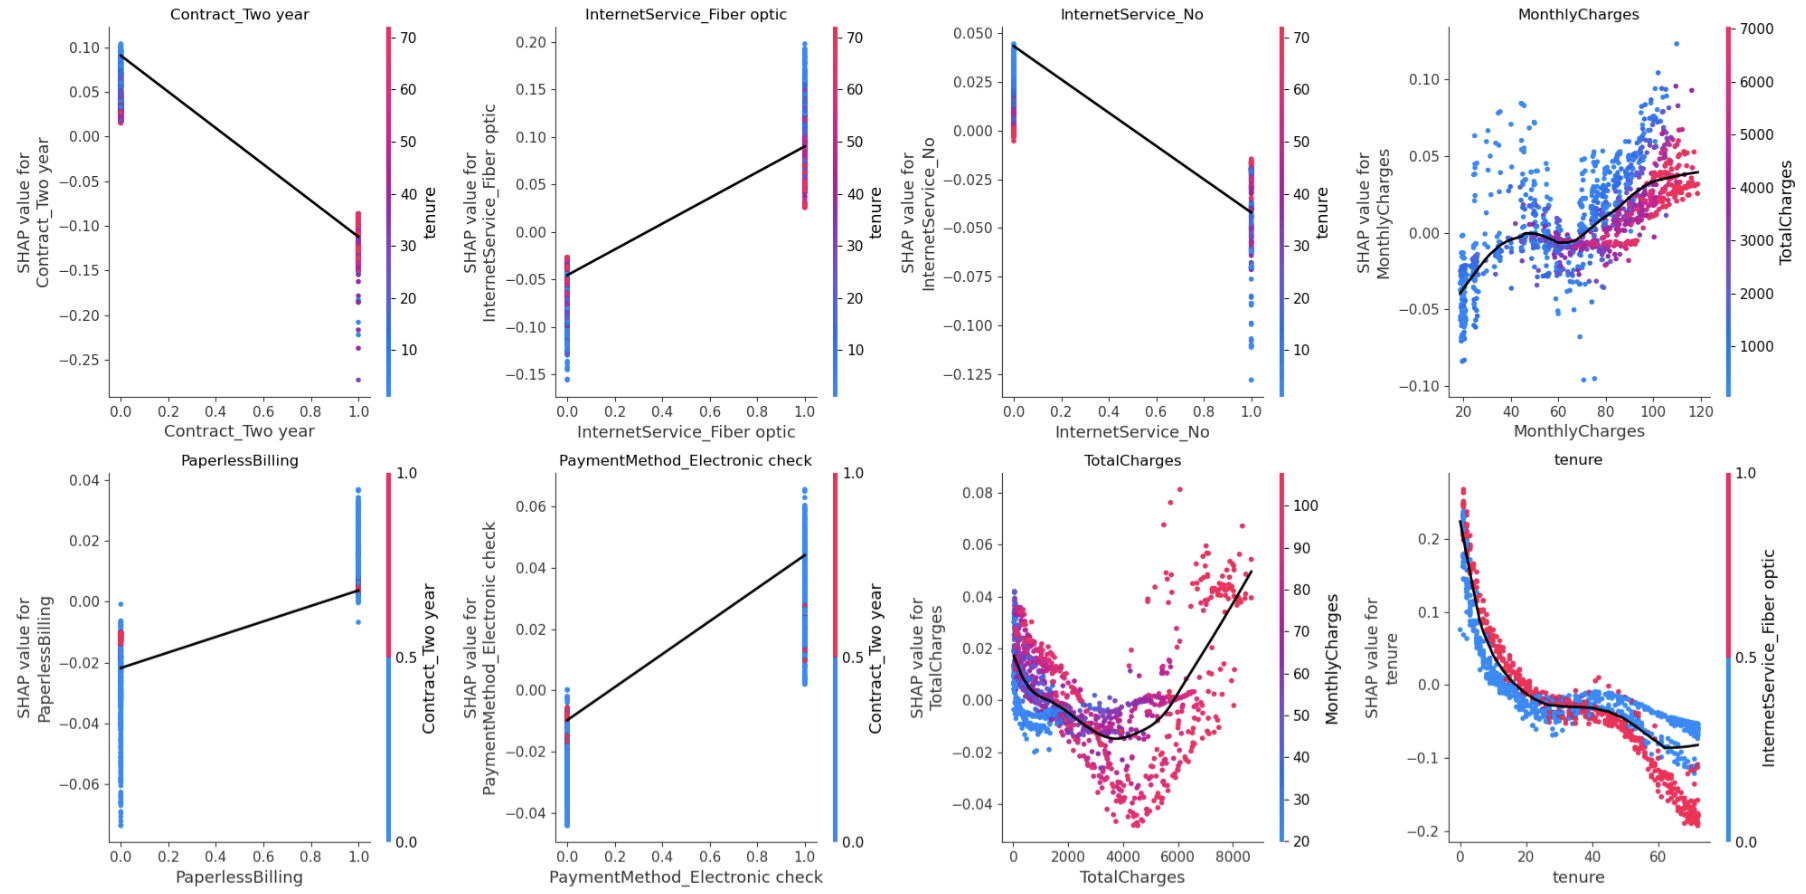 Contract_Two year
0.10
0.05
0.00
−0.05
−0.10
−0.15
−0.20
−0.25
SHAP value for
Contract_Two year
0.0 0.2 0.4 0.6 0.8 1.0
Contract_Two year
70
60
50
40
30
20
10
tenure
InternetService_Fiber optic
0.20
0.15
0.10
0.05
0.00
−0.05
−0.10
−0.15
SHAP value for
InternetService_Fiber optic
0.0 0.2 0.4 0.6 0.8 1.0
InternetService_Fiber optic
70
60
50
40
30
20
10
tenure
InternetService_No
0.050
0.025
0.000
−0.025
−0.050
−0.075
−0.100
−0.125
SHAP value for
InternetService_No
0.0 0.2 0.4 0.6 0.8 1.0
InternetService_No
70
60
50
40
30
20
10
tenure
MonthlyCharges
0.10
0.05
0.00
−0.05
−0.10
SHAP value for
MonthlyCharges
20 40 60 80 100 120
MonthlyCharges
7000
6000
5000
4000
3000
2000
1000
TotalCharges
PaperlessBilling
0.04
0.02
0.00
−0.02
−0.04
−0.06
SHAP value for
PaperlessBilling
0.0 0.2 0.4 0.6 0.8 1.0
PaperlessBilling
1.0
0.5
0.0
Contract_Two year
PaymentMethod_Electronic check
0.06
0.04
0.02
0.00
−0.02
−0.04
SHAP value for
PaymentMethod_Electronic check
0.0 0.2 0.4 0.6 0.8 1.0
PaymentMethod_Electronic check
1.0
0.5
0.0
Contract_Two year
TotalCharges
0.08
0.06
0.04
0.02
0.00
−0.02
−0.04
SHAP value for
TotalCharges
0 2000 4000 6000 8000
TotalCharges
100
90
80
70
60
50
40
30
20
MonthlyCharges
tenure
0.2
0.1
0.0
−0.1
−0.2
SHAP value for
tenure
0 20 40 60
tenure
1.0
0.5
0.0
InternetService_Fiber optic